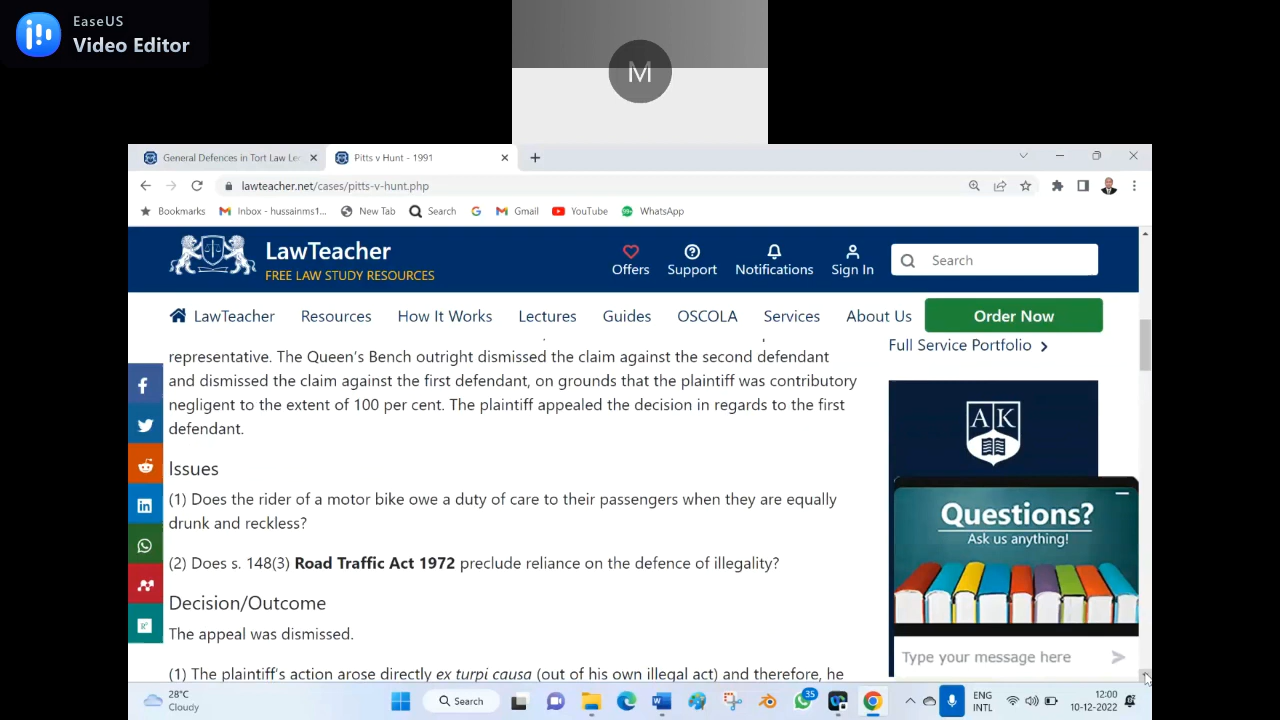 EaseUS
Video Editor
M
General Defences in Tort Law Le
Pitts v Hunt - 1991
lawteacher.net/cases/pitts-v-hunt.php
Bookmarks
Inbox - hussainms1...
New Tab
Search
Gmail
YouTube
WhatsApp
LawTeacher
FREE LAW STUDY RESOURCES
Offers
Support
Notifications
Sign In
Search
LawTeacher
Resources
How It Works
Lectures
Guides
OSCOLA
Services
About Us
Order Now
representative. The Queen's Bench outright dismissed the claim against the second defendant
and dismissed the claim against the first defendant, on grounds that the plaintiff was contributory
negligent to the extent of 100 per cent. The plaintiff appealed the decision in regards to the first
defendant.
Issues
(1) Does the rider of a motor bike owe a duty of care to their passengers when they are equally
drunk and reckless?
(2) Does s. 148(3) Road Traffic Act 1972 preclude reliance on the defence of illegality?
Decision/Outcome
The appeal was dismissed.
(1) The plaintiff's action arose directly ex turpi causa (out of his own illegal act) and therefore, he
Full Service Portfolio
AK
Questions?
Ask us anything!
Type your message here
28°C
Cloudy
Search
35
ENG
INTL
12:00
10-12-2022